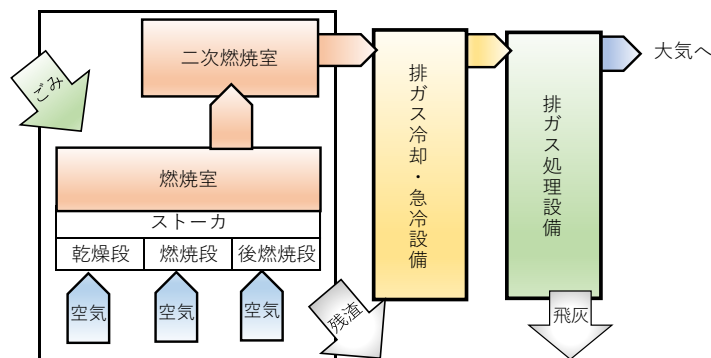 二次燃焼室
大気へ
ごみ
排ガス冷却・急冷設備
排ガス処理設備
燃焼室
ストーカ
乾燥段
燃焼段
後燃焼段
空気
空気
空気
残渣
飛灰